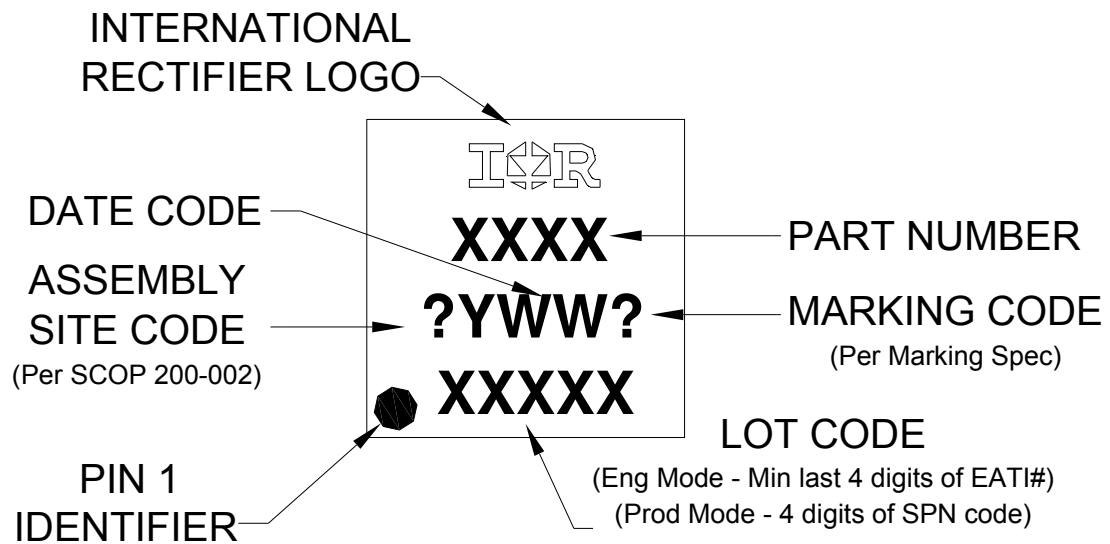 INTERNATIONAL
RECTIFIER LOGO
IOR
DATE CODE
XXXX
PART NUMBER
ASSEMBLY
SITE CODE
(Per SCOP 200-002)
?YWW?
MARKING CODE
(Per Marking Spec)
XXXXX
PIN 1
IDENTIFIER
LOT CODE
(Eng Mode - Min last 4 digits of EATI#)
(Prod Mode - 4 digits of SPN code)